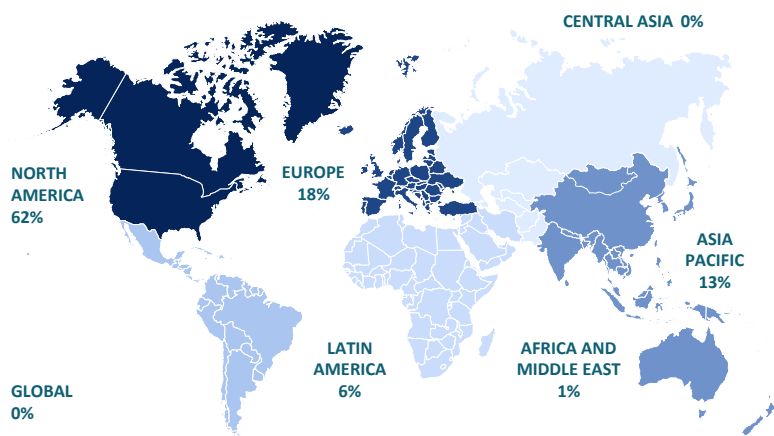 CENTRAL ASIA 0%
NORTH
AMERICA
62%
EUROPE
18%
ASIA
PACIFIC
13%
LATIN
AMERICA
6%
AFRICA AND
MIDDLE EAST
1%
GLOBAL
0%